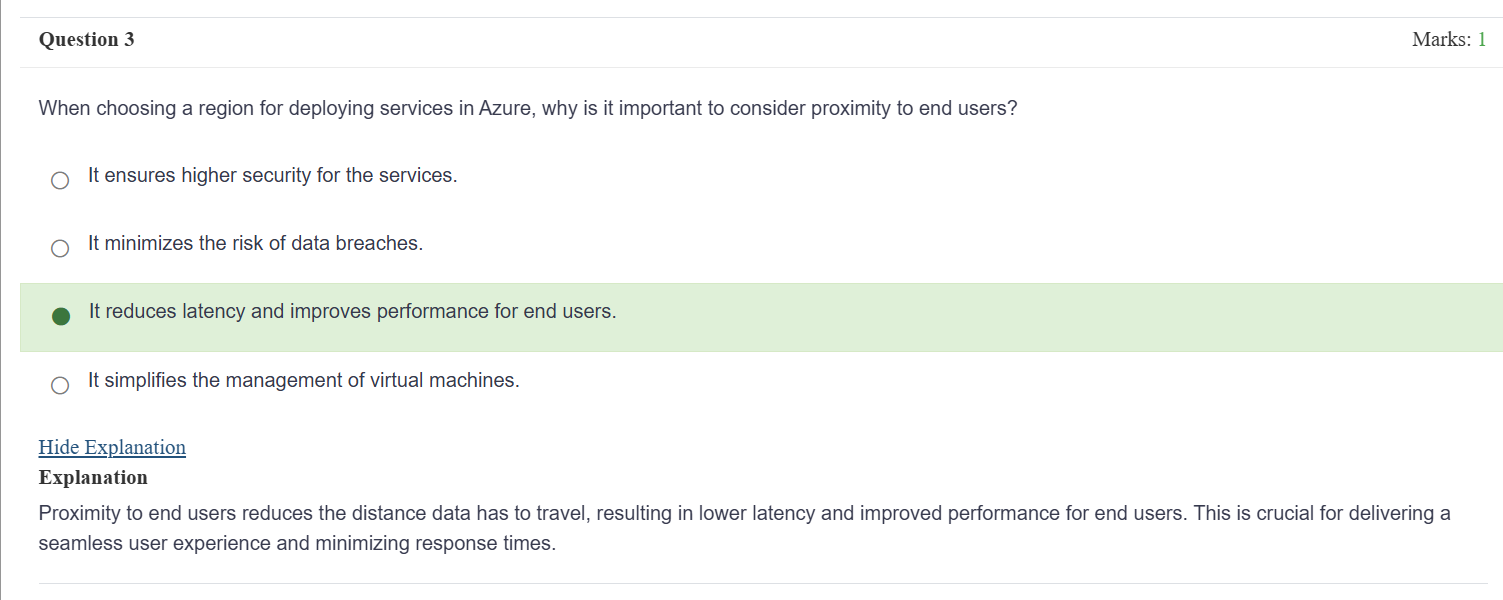 Question 3
Marks: 1
When choosing a region for deploying services in Azure, why is it important to consider proximity to end users?
It ensures higher security for the services.
It minimizes the risk of data breaches.
It reduces latency and improves performance for end users.
It simplifies the management of virtual machines.
Hide Explanation
Explanation
Proximity to end users reduces the distance data has to travel, resulting in lower latency and improved performance for end users. This is crucial for delivering a
seamless user experience and minimizing response times.